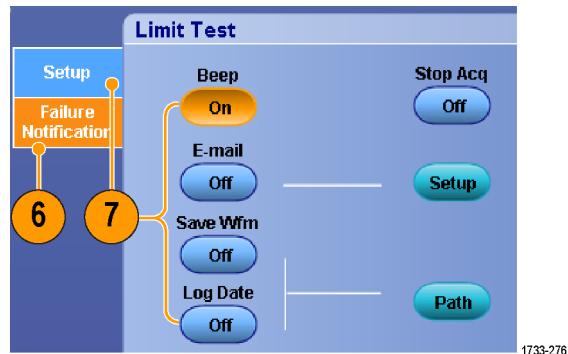 Limit Test
Setup
Failure
Notification
6
7
Beep
On
Stop Acq
Off
E-mail
Off
Setup
Save Wfm
Off
Log Date
Off
Path
1733-276